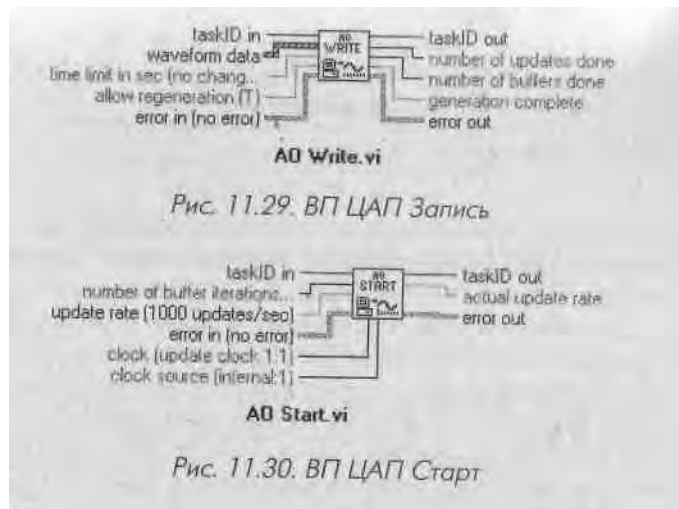 taskID in
AO WRITE
taskID out
waveform data
number of updates done
time limit in sec (no chang...
number of buffers done
allow regeneration (T)
generation complete
error in (no error)
error out
AO Write.vi
Рис. 11.29. ВП ЦАП Запись
taskID in
AO START
taskID out
number of buffer iterations...
actual update rate
update rate (1000 updates/sec)
error in (no error)
error out
clock (update clock 1:1)
clock source (internal:1)
AO Start.vi
Рис. 11.30. ВП ЦАП Старт